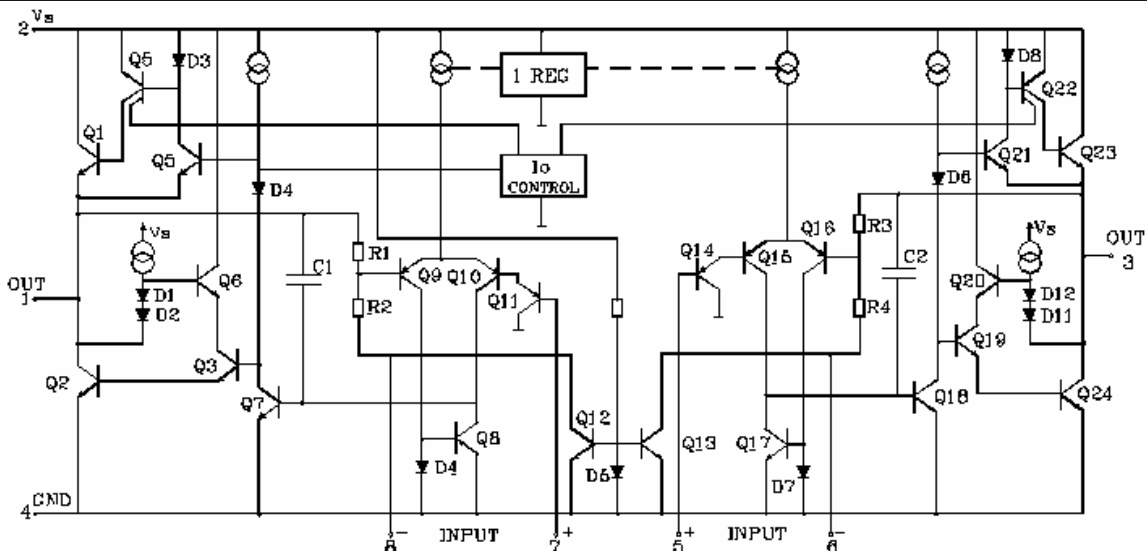 2 Vs
Q5
D3
1 REG
D8
Q22
Q1
Q5
Io
CONTROL
Q21
Q23
D4
D6
Vs
R1
C1
Q9
Q10
Q11
Q14
Q15
Q16
R3
C2
Vs
OUT
3
OUT
1
D1
D2
Q6
R2
R4
Q20
D12
D11
Q3
Q19
Q2
Q7
Q8
Q12
Q13
Q17
Q18
Q24
D4
D5
D7
4 GND
8-
INPUT
7+
5+
INPUT
6-